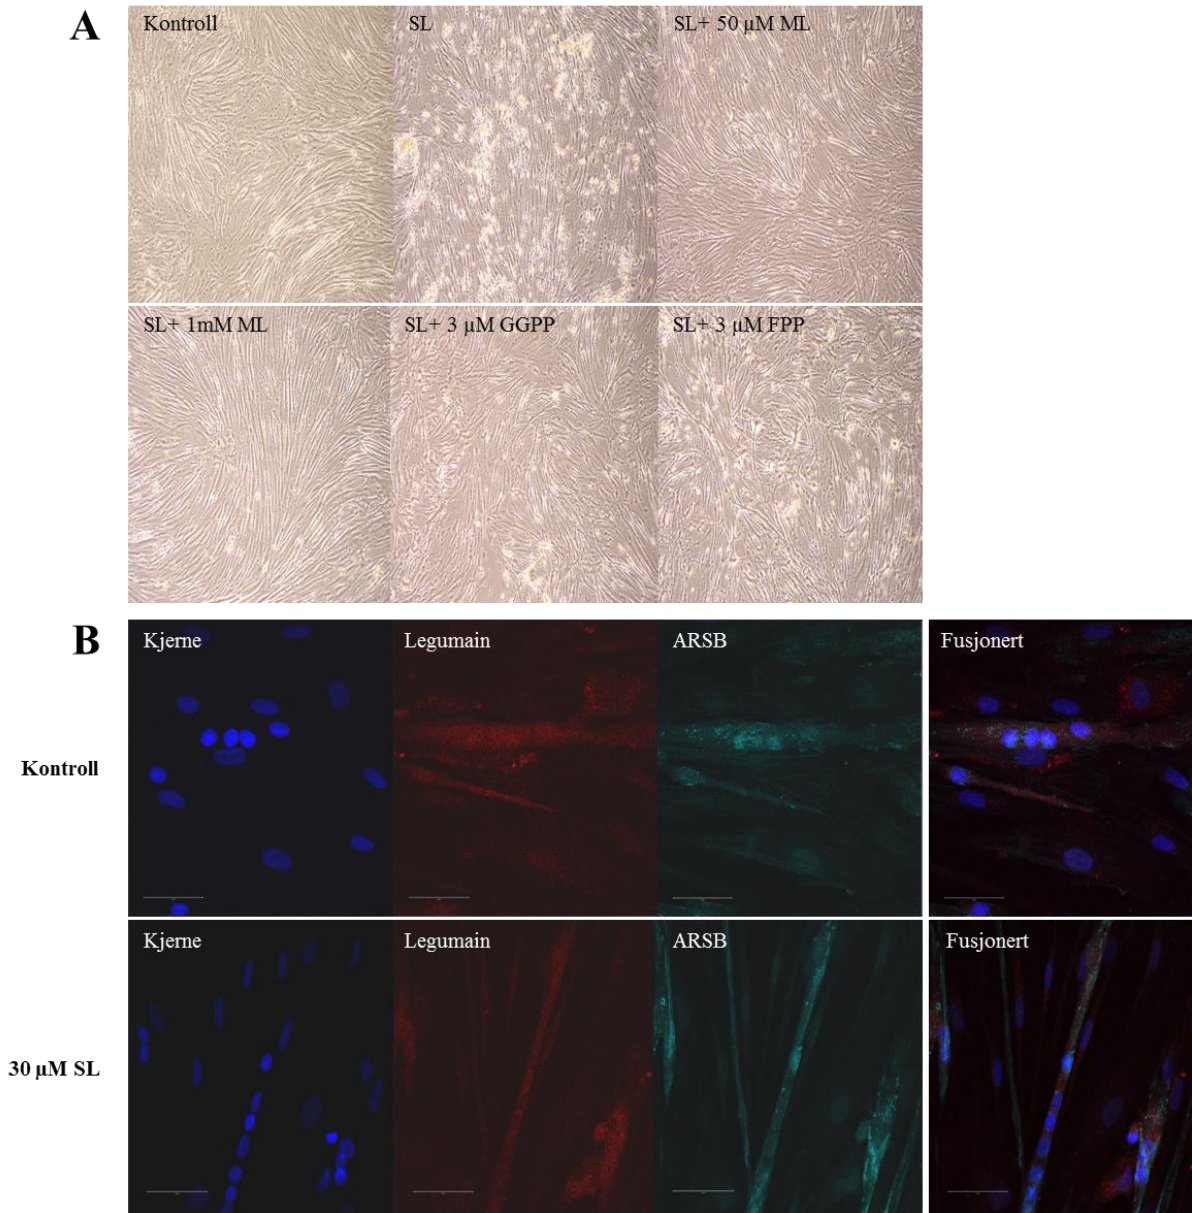 A
Kontroll
SL
SL+ 50 µM ML
SL+ 1mM ML
SL+ 3 µM GGPP
SL+ 3 µM FPP
B
Kontroll
Kjerne
Legumain
ARSB
Fusjonert
30 µM SL
Kjerne
Legumain
ARSB
Fusjonert